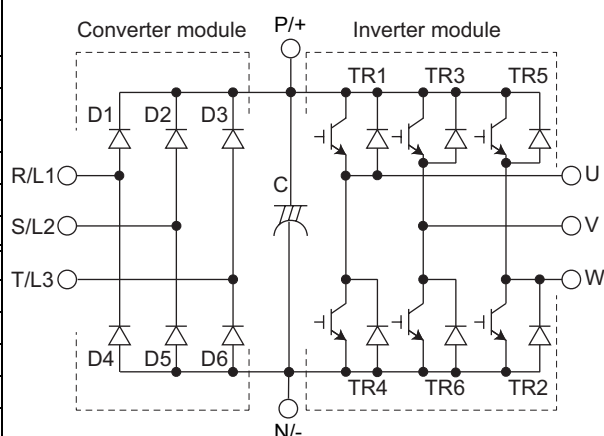 Converter module P/+ Inverter module
TR1 TR3 TR5
D1 D2 D3
R/L1 C U
S/L2 V
T/L3 W
D4 D5 D6
TR4 TR6 TR2
N/-